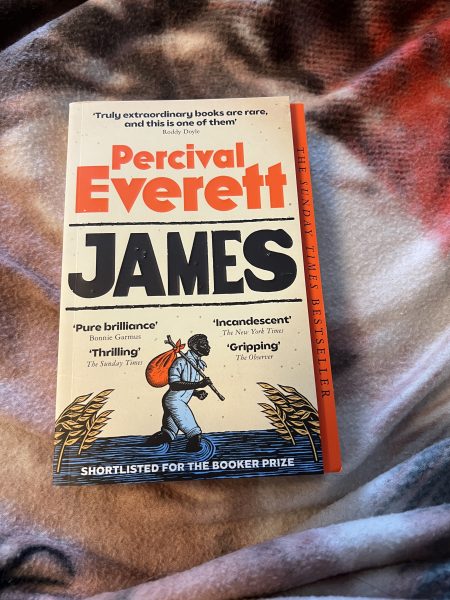 ‘Truly extraordinary books are rare,
and this is one of them’
Roddy Doyle
Percival
Everett
JAMES
‘Pure brilliance’
Bonnie Garmus
‘Incandescent’
The New York Times
‘Thrilling’
The Sunday Times
‘Gripping’
The Observer
SHORTLISTED FOR THE BOOKER PRIZE
THE SUNDAY TIMES BESTSELLER